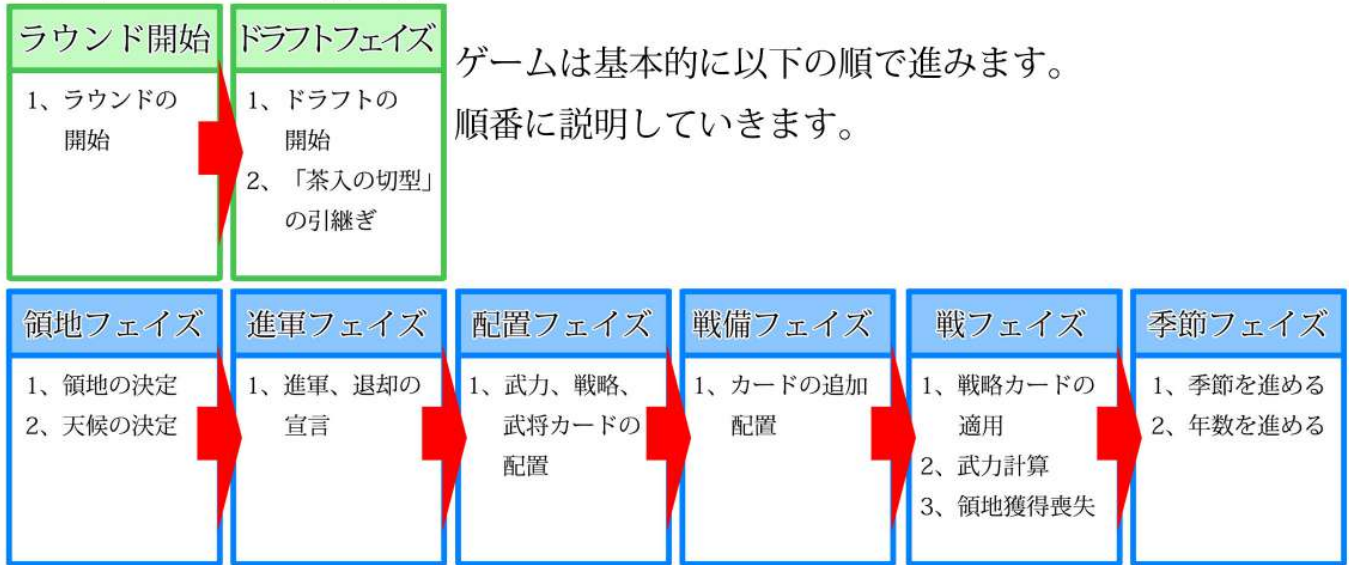 ラウンド開始
1、ラウンドの
開始
ドラフトフェイズ
1、ドラフトの
開始
2、「茶入の切型」
の引継ぎ
ゲームは基本的に以下の順で進みます。
順番に説明していきます。
領地フェイズ
1、領地の決定
2、天候の決定
進軍フェイズ
1、進軍、退却の
宣言
配置フェイズ
1、武力、戦略、
武将カードの
配置
戦備フェイズ
1、カードの追加
配置
戦フェイズ
1、戦略カードの
適用
2、武力計算
3、領地獲得喪失
季節フェイズ
1、季節を進める
2、年数を進める